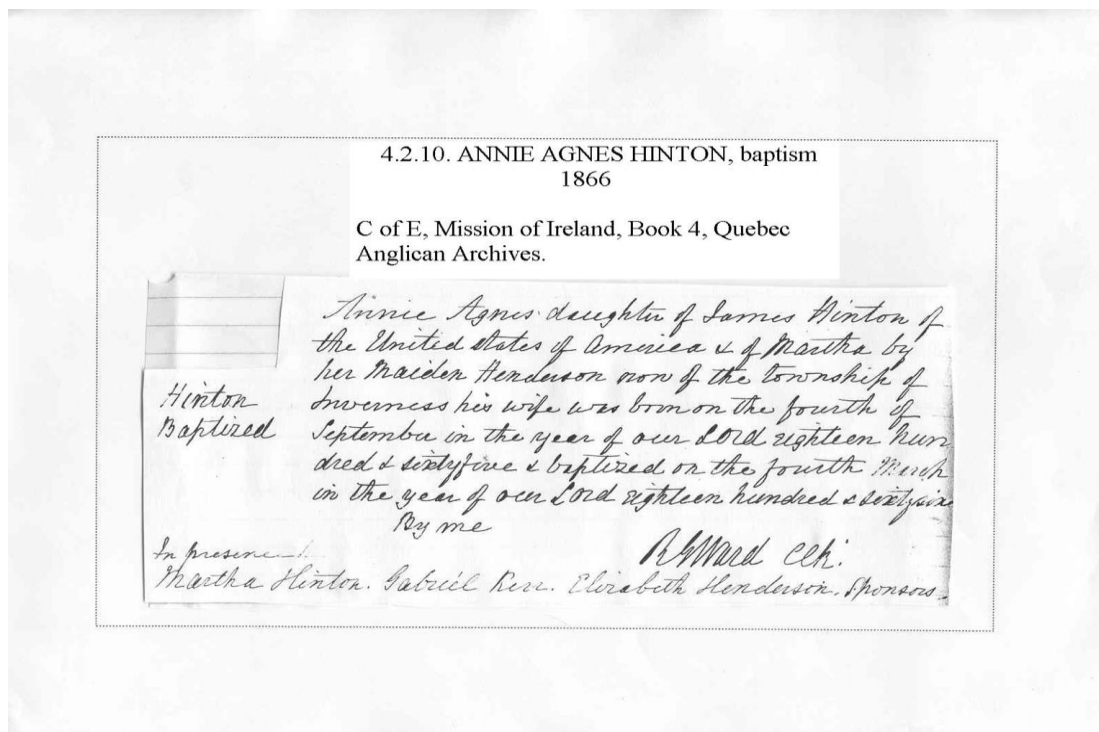 4.2.10. ANNIE AGNES HINTON, baptism
1866
C of E, Mission of Ireland, Book 4, Quebec
Anglican Archives.
Annie Agnes daughter of James Hinton of
the United States of America & of Martha by
her Maiden Henderson now of the township of
Inverness his wife was born on the fourth of
September in the year of our Lord eighteen hun
dred & sixtyfive & baptized on the fourth March
in the year of our Lord eighteen hundred & sixtysix
By me
Hinton
Baptized
R G Ward Clk.
In presence
Martha Hinton. Gabriel Kerr. Elizabeth Henderson. Sponsors